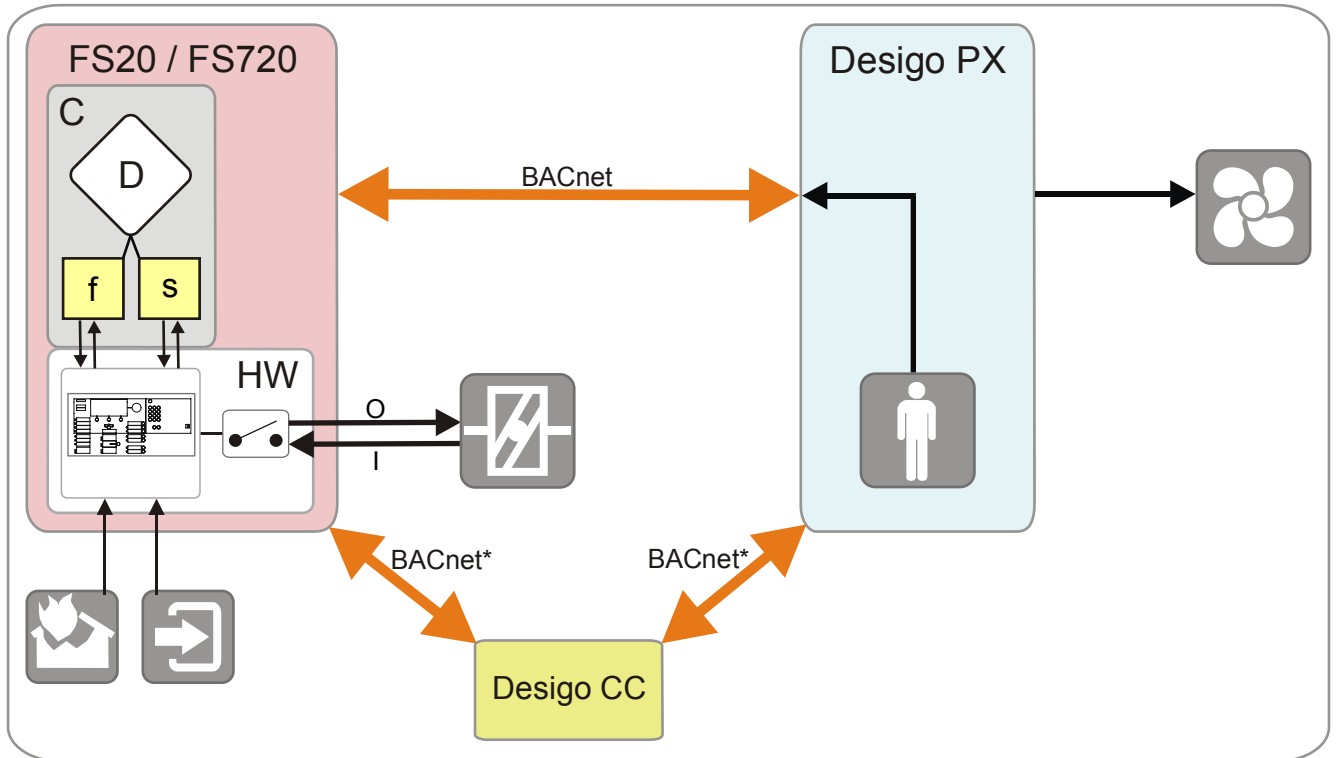 FS20 / FS720
Desigo PX
C
D
BACnet
f
s
HW
O
I
BACnet*
BACnet*
Desigo CC